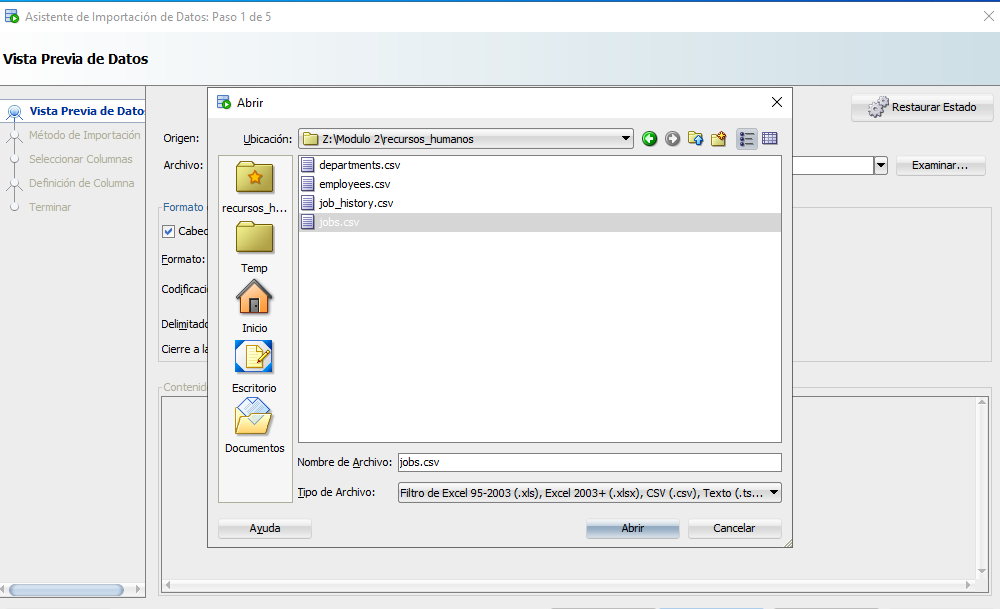 Asistente de Importación de Datos: Paso 1 de 5
Vista Previa de Datos
Vista Previa de Dato
Método de Importación
Seleccionar Columnas
Definición de Columna
Terminar
Restaurar Estado
Origen:
Archivo:
Examinar...
Formato
Cabec
Formato:
Codificaci
Delimitado
Cierre a la
Contenid
Abrir
Ubicación:
Z:\Modulo 2\recursos_humanos
recursos_h...
Temp
Inicio
Escritorio
Documentos
departments.csv
employees.csv
job_history.csv
jobs.csv
Nombre de Archivo:
jobs.csv
Tipo de Archivo:
Filtro de Excel 95-2003 (.xls), Excel 2003+ (.xlsx), CSV (.csv), Texto (.ts...
Ayuda
Abrir
Cancelar